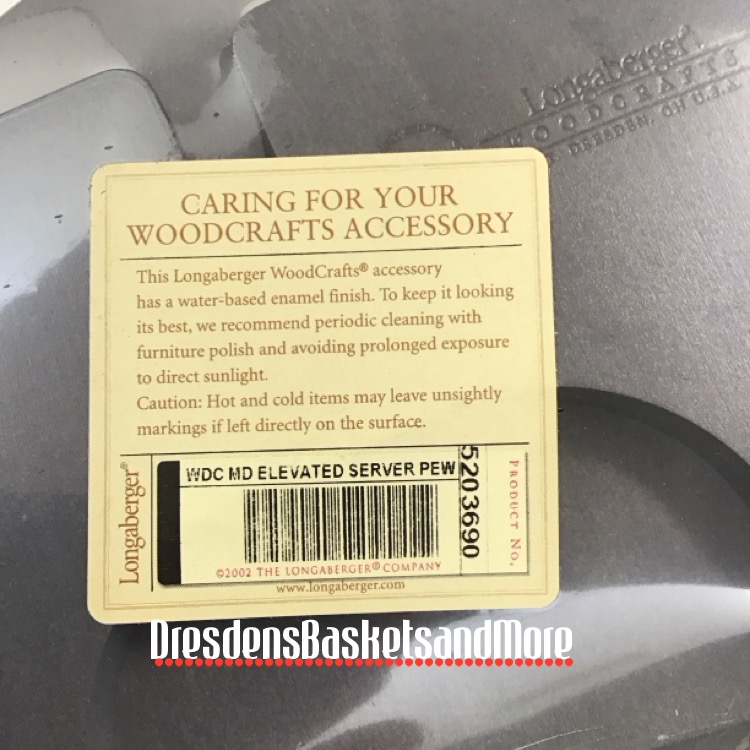 Longaberger®
WOODCRAFTS
DRESDEN, OH U.S.A.
CARING FOR YOUR
WOODCRAFTS ACCESSORY
This Longaberger WoodCrafts® accessory
has a water-based enamel finish. To keep it looking
its best, we recommend periodic cleaning with
furniture polish and avoiding prolonged exposure
to direct sunlight.
Caution: Hot and cold items may leave unsightly
markings if left directly on the surface.
Longaberger®
WDC MD ELEVATED SERVER PEW
5203690
PRODUCT NO.
©2002 THE LONGABERGER® COMPANY
www.longaberger.com
DresdensBasketsandMore